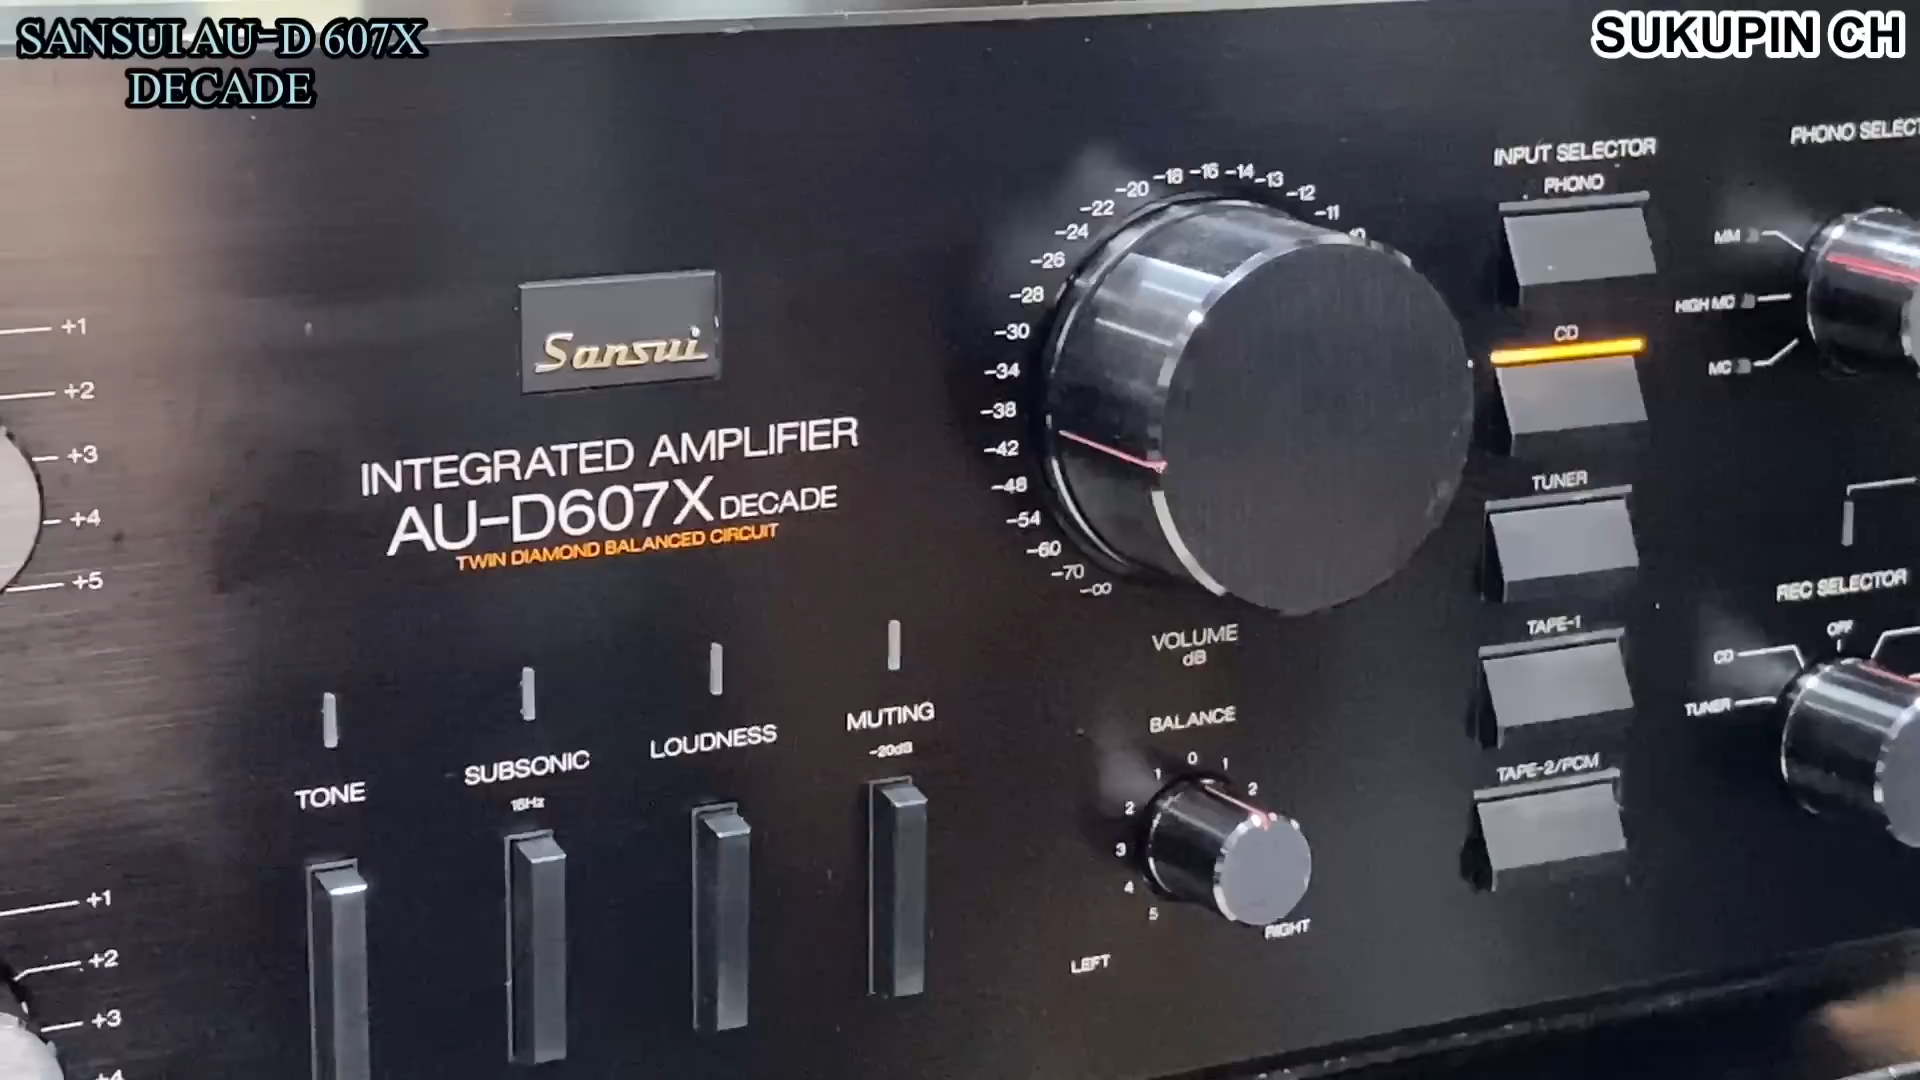 SANSUI AU-D 607X
DECADE
SUKUPIN CH
+1
+2
+3
+4
+5
Sansui
INTEGRATED AMPLIFIER
AU-D607X DECADE
TWIN DIAMOND BALANCED CIRCUIT
-20
-18
-16
-14
-13
-12
-11
-22
-24
-26
-28
-30
-34
-38
-42
-48
-54
-60
-70
-∞
VOLUME
dB
INPUT SELECTOR
PHONO
CD
TUNER
TAPE-1
TAPE-2/PCM
PHONO SELECT
MM
HIGH MC
MC
REC SELECTOR
OFF
CD
TUNER
TONE
SUBSONIC
16Hz
LOUDNESS
MUTING
-20dB
BALANCE
0
1
1
2
2
3
4
5
LEFT
RIGHT
+1
+2
+3